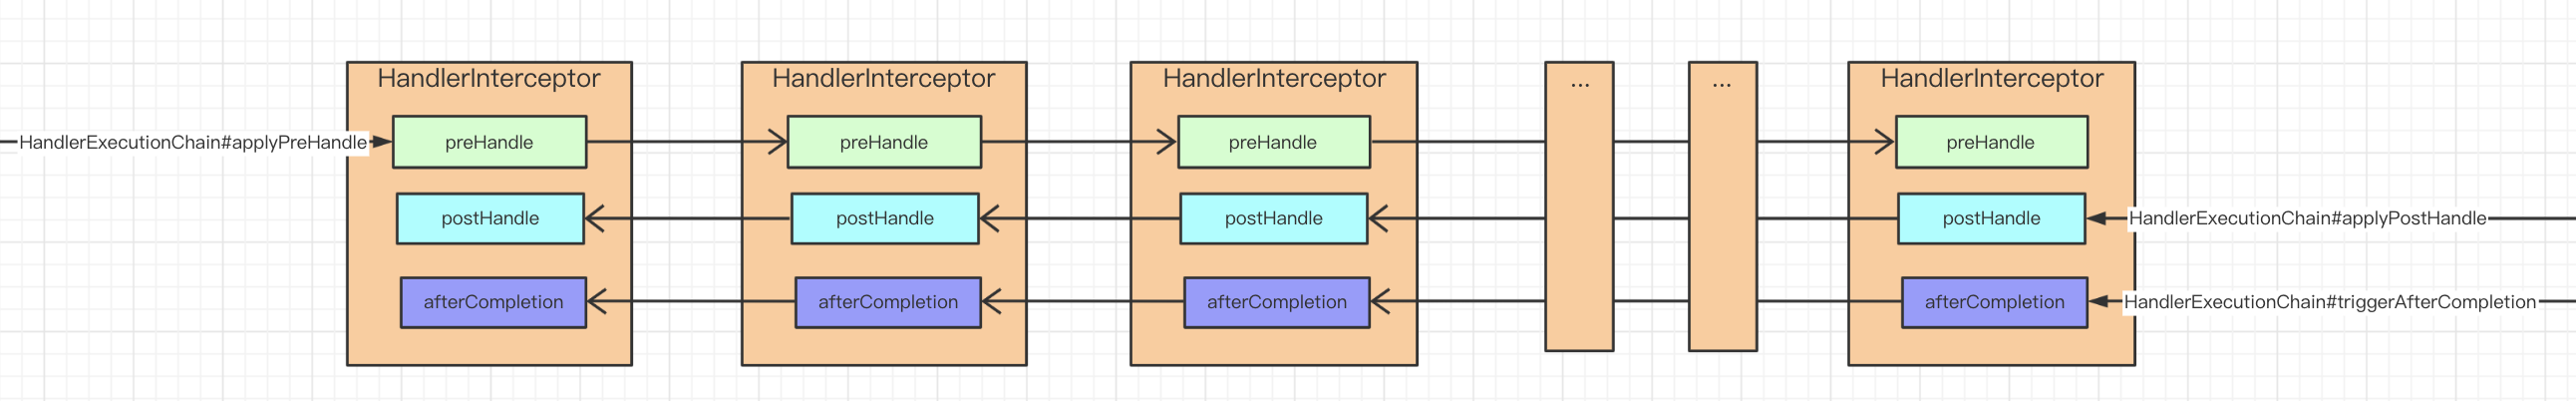 HandlerInterceptor HandlerInterceptor HandlerInterceptor ... ... HandlerInterceptor
HandlerExecutionChain#applyPreHandle preHandle preHandle preHandle preHandle
postHandle postHandle postHandle postHandle HandlerExecutionChain#applyPostHandle
afterCompletion afterCompletion afterCompletion afterCompletion HandlerExecutionChain#triggerAfterCompletion